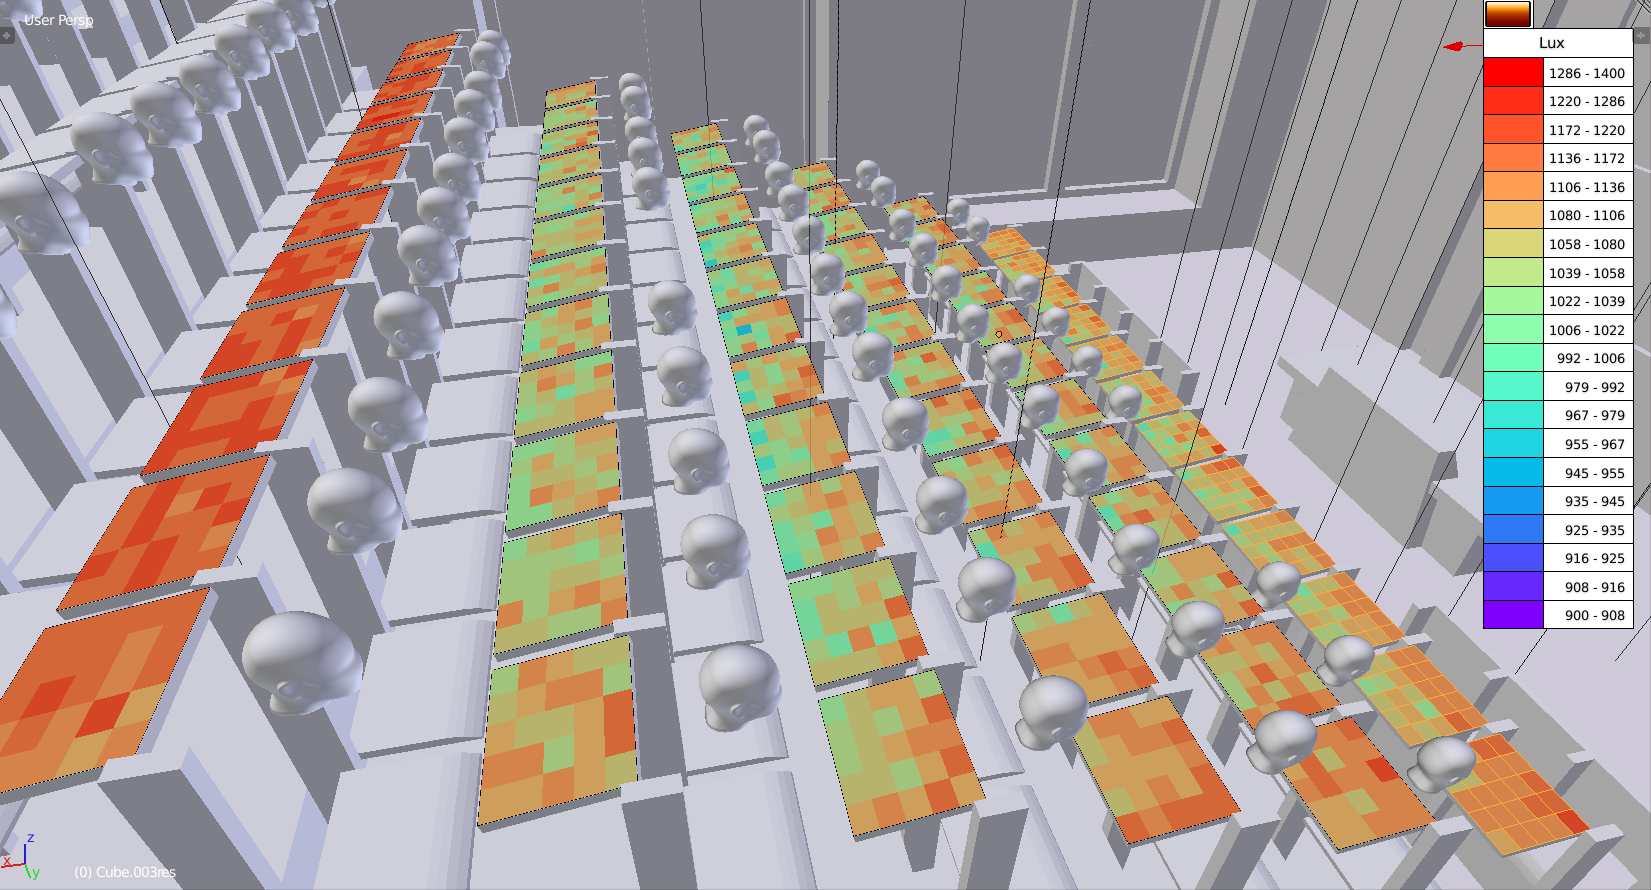 User Persp
Lux
1286 - 1400
1220 - 1286
1172 - 1220
1136 - 1172
1106 - 1136
1080 - 1106
1058 - 1080
1039 - 1058
1022 - 1039
1006 - 1022
992 - 1006
979 - 992
967 - 979
955 - 967
945 - 955
935 - 945
925 - 935
916 - 925
908 - 916
900 - 908
z
x
y
(0) Cube.003res